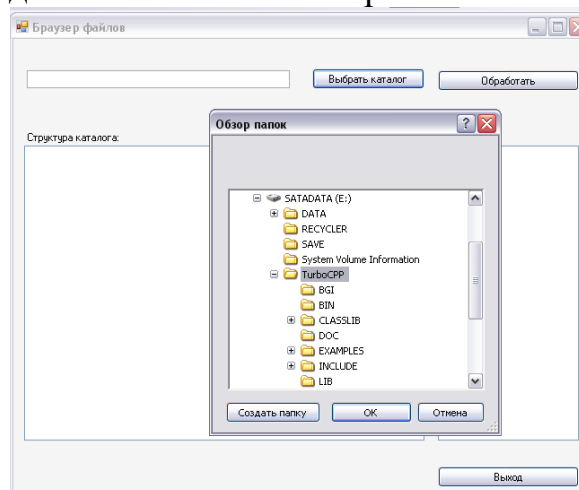 Браузер файлов
Выбрать каталог
Обработать
Обзор папок
Структура каталога:
SATADATA (E:)
DATA
RECYCLER
SAVE
System Volume Information
TurboCPP
BGI
BIN
CLASSLIB
DOC
EXAMPLES
INCLUDE
LIB
Создать папку
ОК
Отмена
Выход